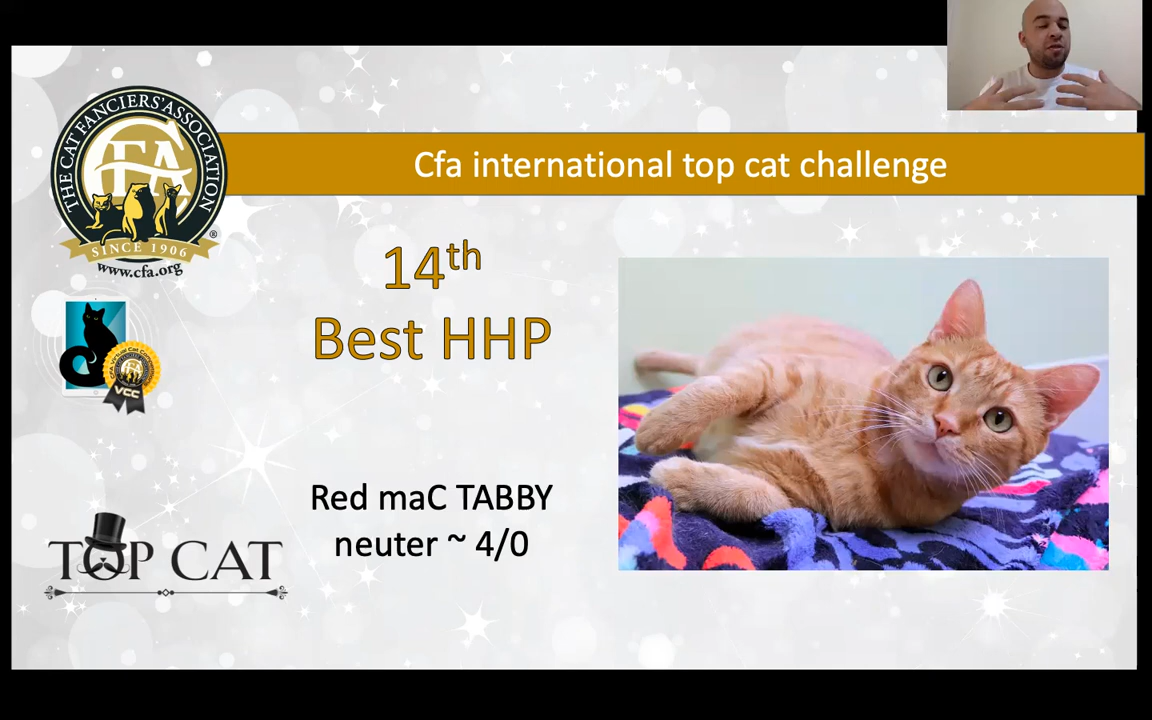 THE CAT FANCIERS' ASSOCIATION
CFA
SINCE 1906
®
www.cfa.org
Cfa international top cat challenge
14th
Best HHP
VCC
Red maC TABBY
neuter ~ 4/0
TOP CAT